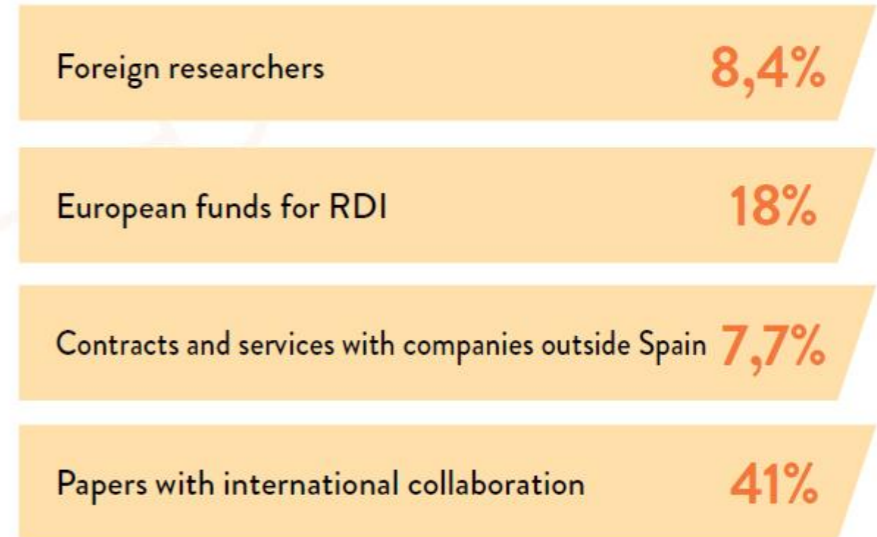 Foreign researchers 8,4%
European funds for RDI 18%
Contracts and services with companies outside Spain 7,7%
Papers with international collaboration 41%